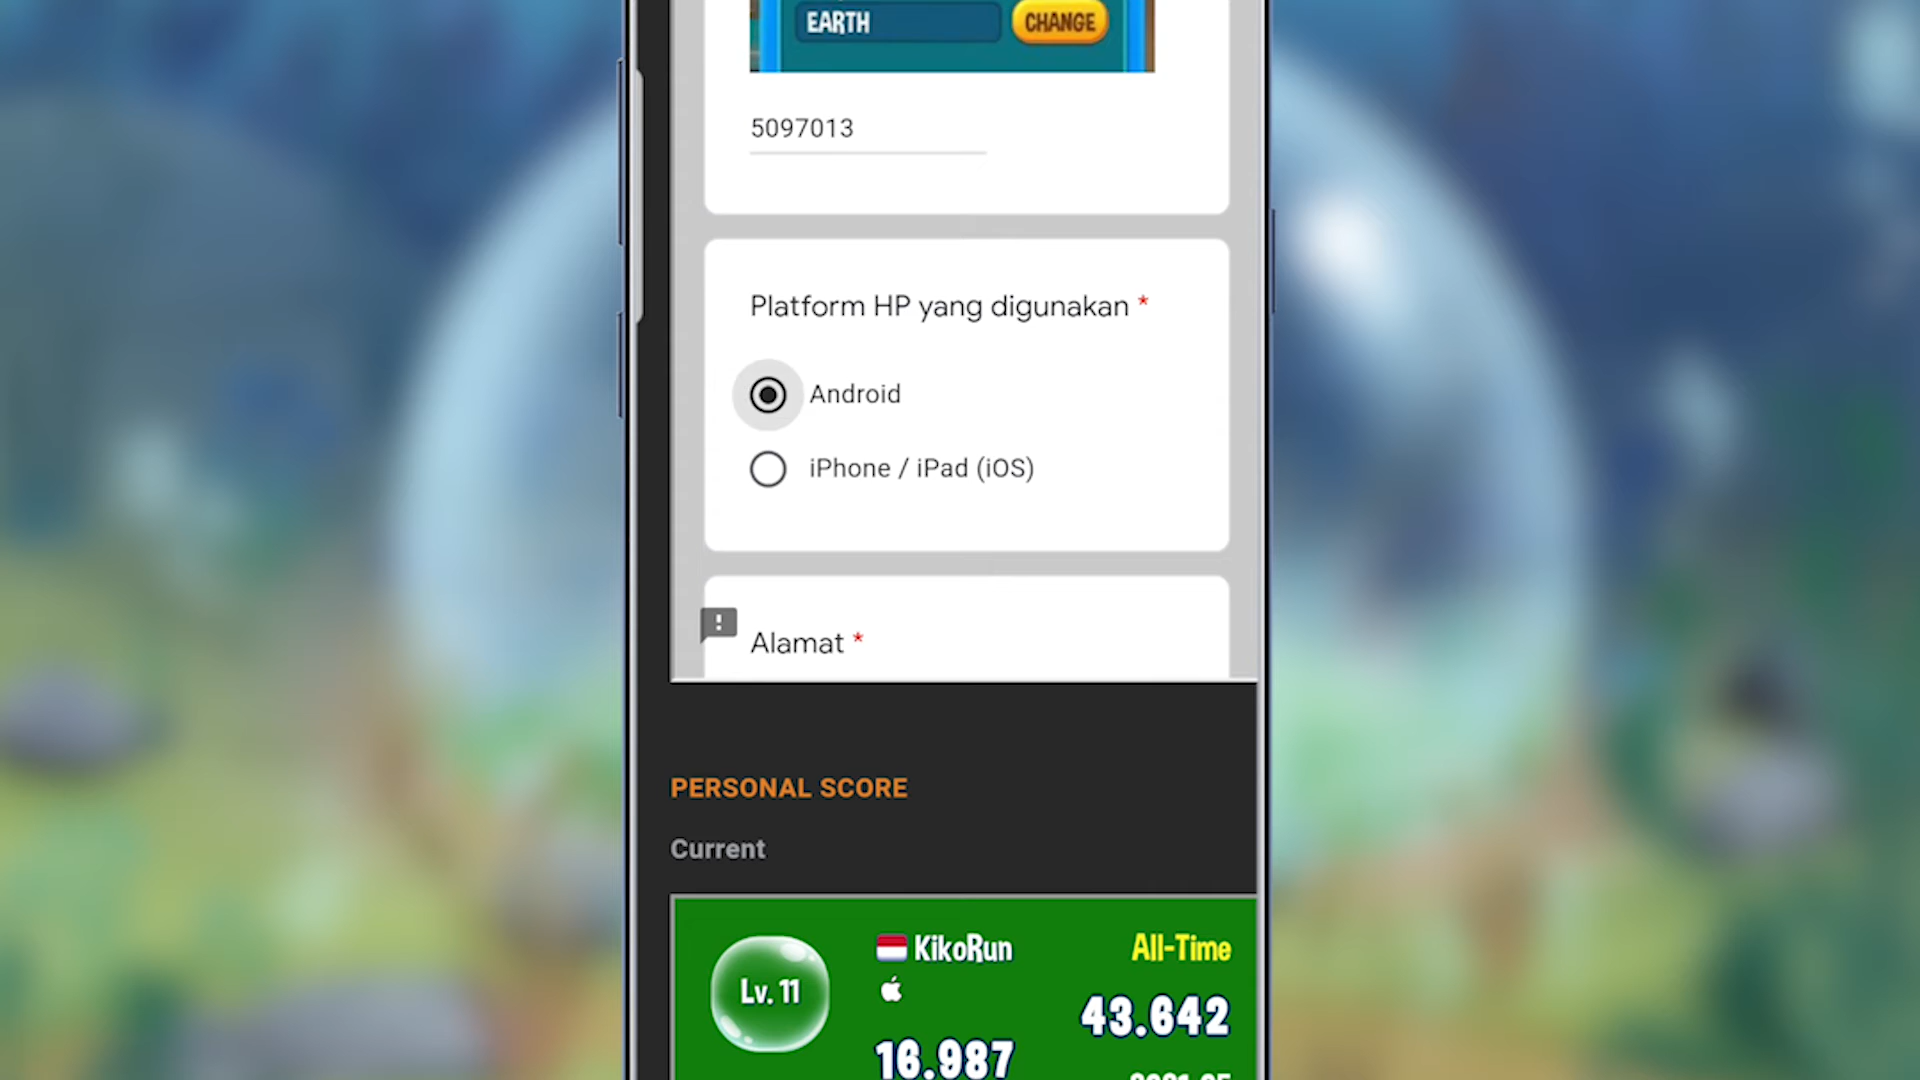 EARTH
CHANGE
5097013
Platform HP yang digunakan *
Android
iPhone / iPad (iOS)
!
Alamat *
PERSONAL SCORE
Current
Lv. 11
KikoRun
All-Time
43.642
16.987